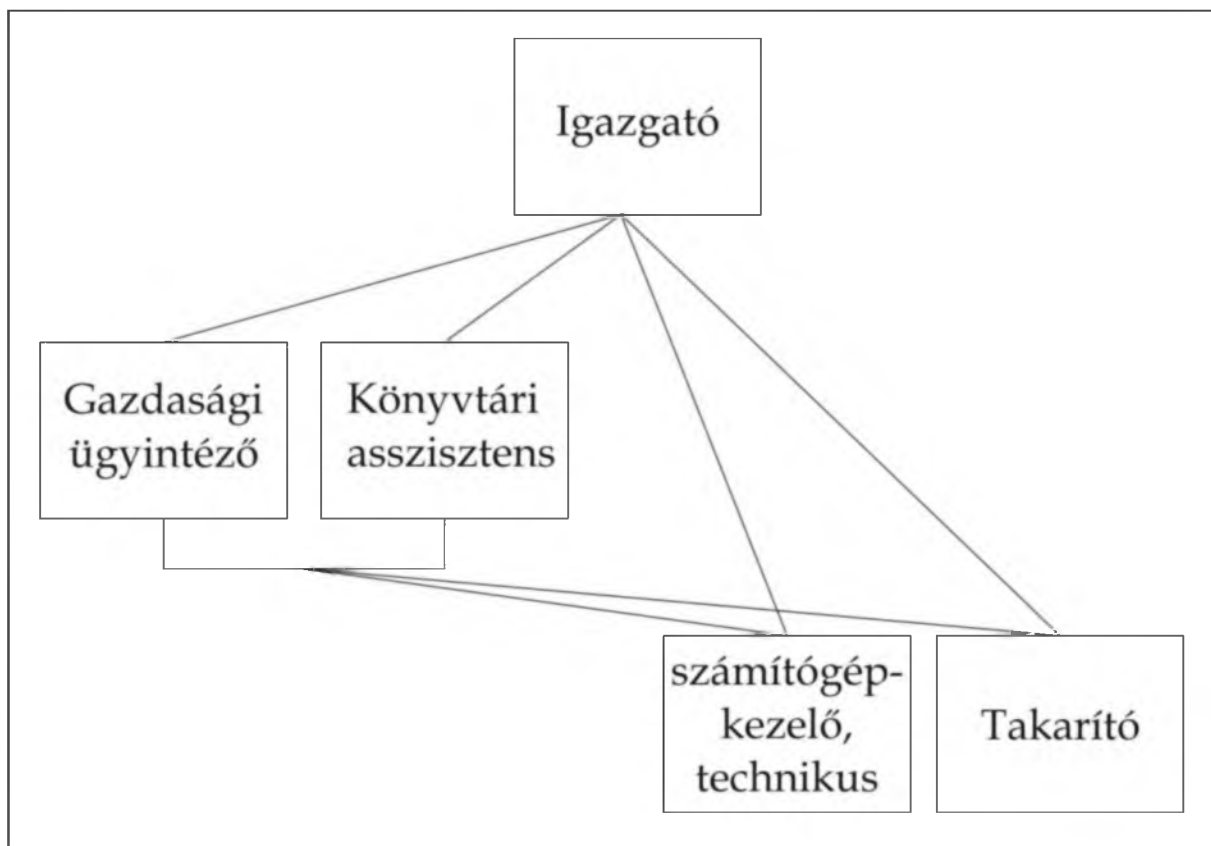 Igazgató
Gazdasági
ügyintéző
Könyvtári
asszisztens
számítógép-
kezelő,
technikus
Takarító